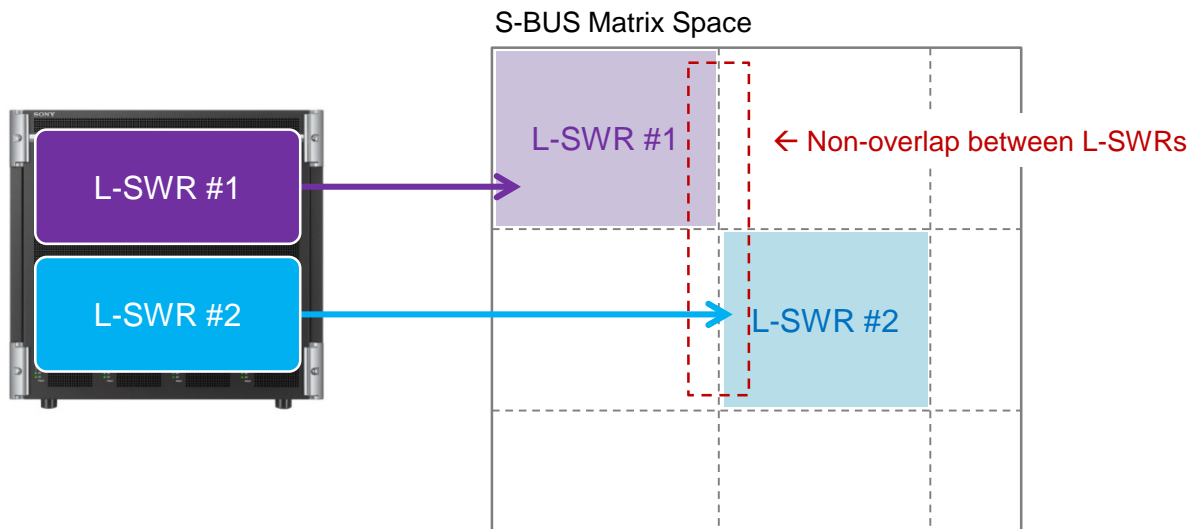 S-BUS Matrix Space
SONY
L-SWR #1
L-SWR #1
← Non-overlap between L-SWRs
L-SWR #2
L-SWR #2